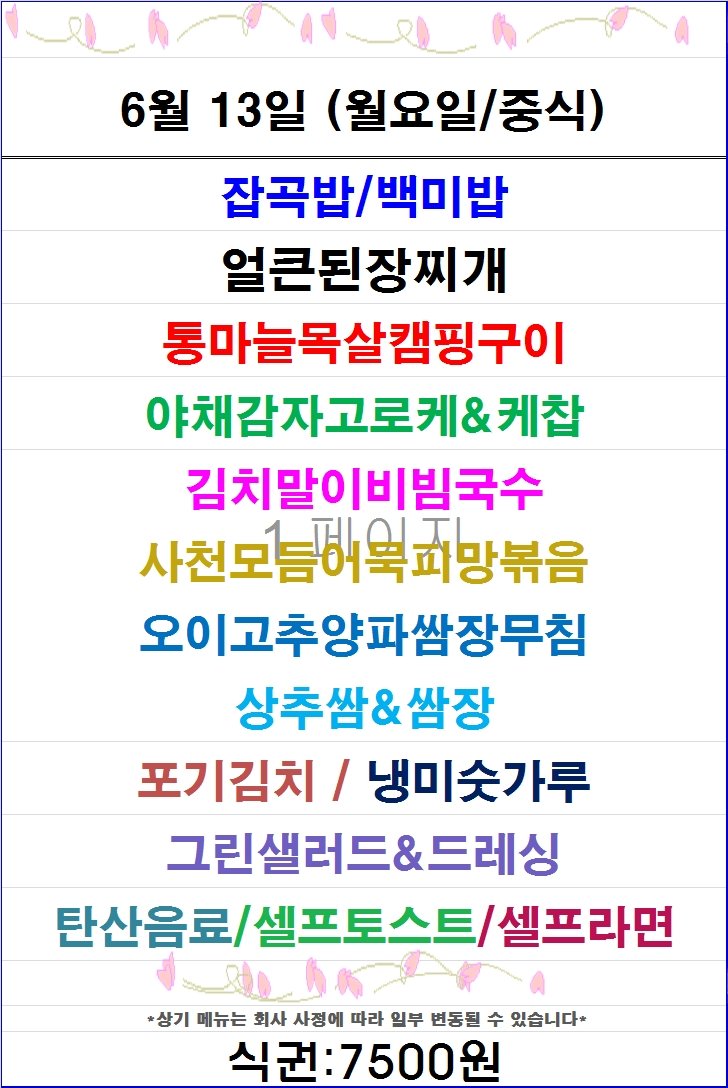 6월 13일 (월요일/중식)
잡곡밥/백미밥
얼큰된장찌개
통마늘목살캠핑구이
야채감자고로케&케찹
김치말이비빔국수
1 페이지
사천모듬어묵피망볶음
오이고추양파쌈장무침
상추쌈&쌈장
포기김치 / 냉미숫가루
그린샐러드&드레싱
탄산음료/셀프토스트/셀프라면
*상기 메뉴는 회사 사정에 따라 일부 변동될 수 있습니다*
식권:7500원